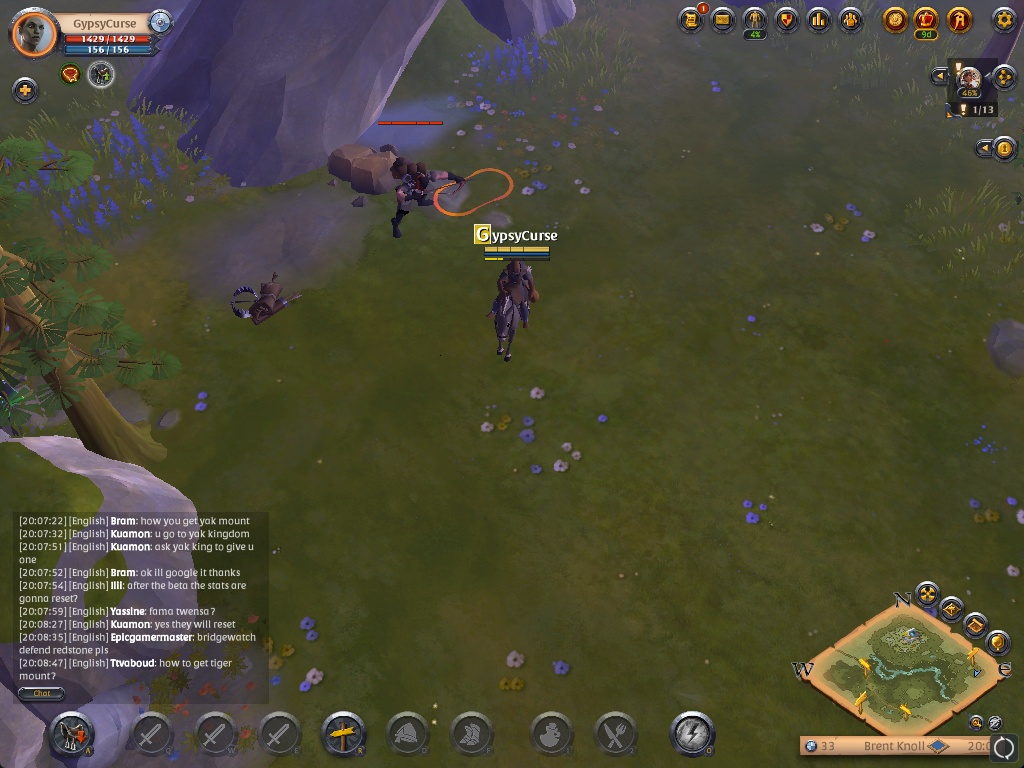 GypsyCurse
1429 / 1429
156 / 156
1
4%
9d
46%
1/13
GypsyCurse
[20:07:22] [English] Bram: how you get yak mount
[20:07:32] [English] Kuamon: u go to yak kingdom
[20:07:51] [English] Kuamon: ask yak king to give u
one
[20:07:52] [English] Bram: ok ill google it thanks
[20:07:54] [English] Illi: after the beta the stats are
gonna reset?
[20:07:59] [English] Yassine: fama twensa?
[20:08:27] [English] Kuamon: yes they will reset
[20:08:35] [English] Epicgamermaster: bridgewatch
defend redstone pls
[20:08:47] [English] Ttvaboud: how to get tiger
mount?
Chat
N
W
E
A
Q
W
E
R
D
F
33
Brent Knoll
20:0